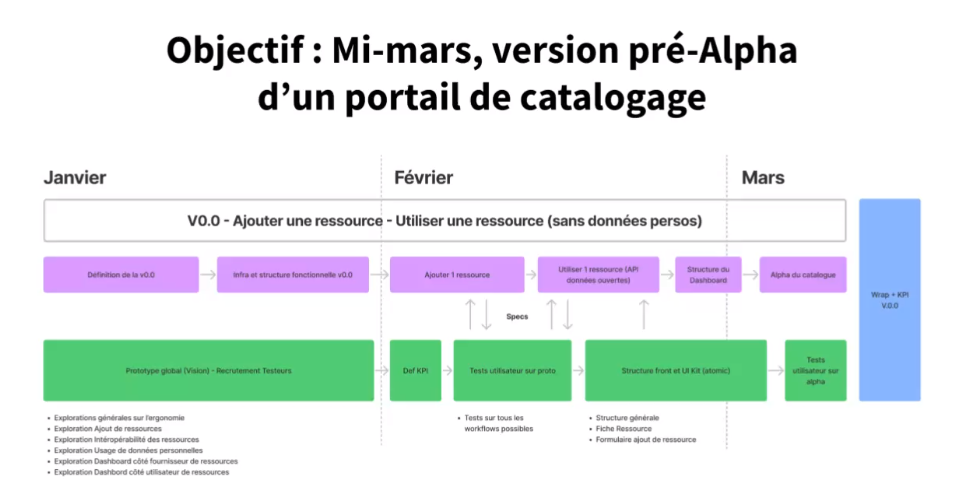 Objectif : Mi-mars, version pré-Alpha
d’un portail de catalogage
Janvier
Février
Mars
V0.0 - Ajouter une ressource - Utiliser une ressource (sans données persos)
Définition de la v0.0
Infra et structure fonctionnelle v0.0
Ajouter 1 ressource
Utiliser 1 ressource (API
données ouvertes)
Structure du
Dashboard
Alpha du catalogue
Wrap + KPI
V.0.0
Specs
Prototype global (Vision) - Recrutement Testeurs
Def KPI
Tests utilisateur sur proto
Structure front et UI Kit (atomic)
Tests
utilisateur sur
alpha
• Explorations générales sur l'ergonomie
• Exploration Ajout de ressources
• Exploration Intéropérabilité des ressources
• Exploration Usage de données personnelles
• Exploration Dashboard côté fournisseur de ressources
• Exploration Dashbord côté utilisateur de ressources
• Tests sur tous les
workflows possibles
• Structure générale
• Fiche Ressource
• Formulaire ajout de ressource